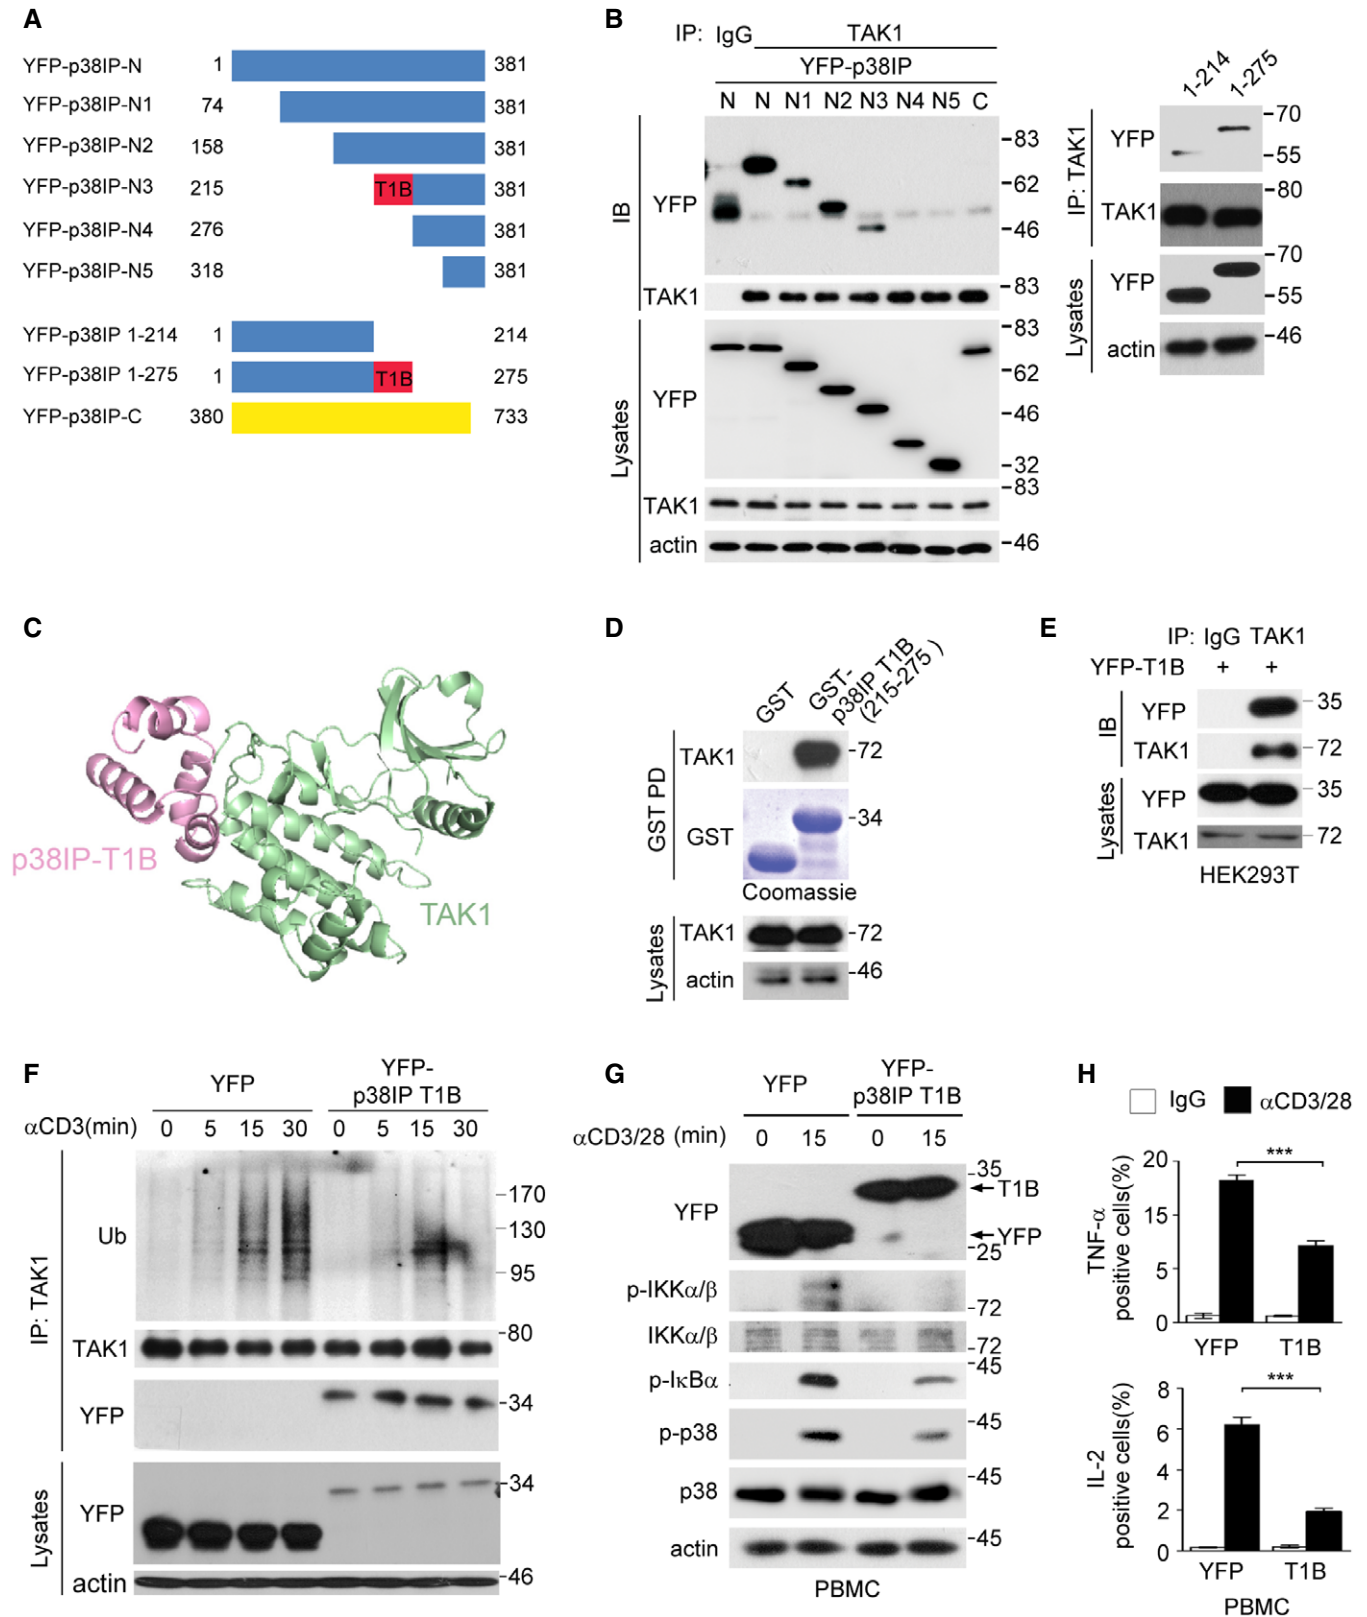 A
YFP-p38IP-N 1 381
YFP-p38IP-N1 74 381
YFP-p38IP-N2 158 381
YFP-p38IP-N3 215 T1B 381
YFP-p38IP-N4 276 381
YFP-p38IP-N5 318 381
YFP-p38IP 1-214 1 214
YFP-p38IP 1-275 1 T1B 275
YFP-p38IP-C 380 733
B
IP: IgG TAK1
YFP-p38IP
N N N1 N2 N3 N4 N5 C
IB
YFP
-83
-62
-46
TAK1
-83
Lysates
-83
YFP
-62
-46
-32
-83
TAK1
actin
-46
1-214
1-275
IP: TAK1
YFP
-70
-55
-80
TAK1
Lysates
-70
YFP
-55
-46
actin
C
p38IP-T1B
TAK1
D
GST
GST-
p38IP T1B
(215-275 )
GST PD
TAK1
-72
GST
-34
Coomassie
Lysates
TAK1
-72
actin
-46
E
IP: IgG TAK1
YFP-T1B + +
IB
YFP
35
TAK1
72
Lysates
YFP
35
TAK1
72
HEK293T
F
YFP
YFP-
p38IP T1B
αCD3(min) 0 5 15 30 0 5 15 30
IP: TAK1
Ub
-170
-130
-95
-80
TAK1
YFP
-34
Lysates
YFP
-34
actin
-46
G
YFP
YFP-
p38IP T1B
αCD3/28 (min) 0 15 0 15
YFP
-35
T1B
YFP
-25
p-IKKα/β
-72
IKKα/β
-72
-45
p-IκBα
p-p38
-45
p38
-45
actin
-45
PBMC
H
IgG αCD3/28
TNF-α
positive cells(%)
20
15
5
0
***
YFP T1B
IL-2
positive cells(%)
8
6
4
2
0
***
YFP T1B
PBMC